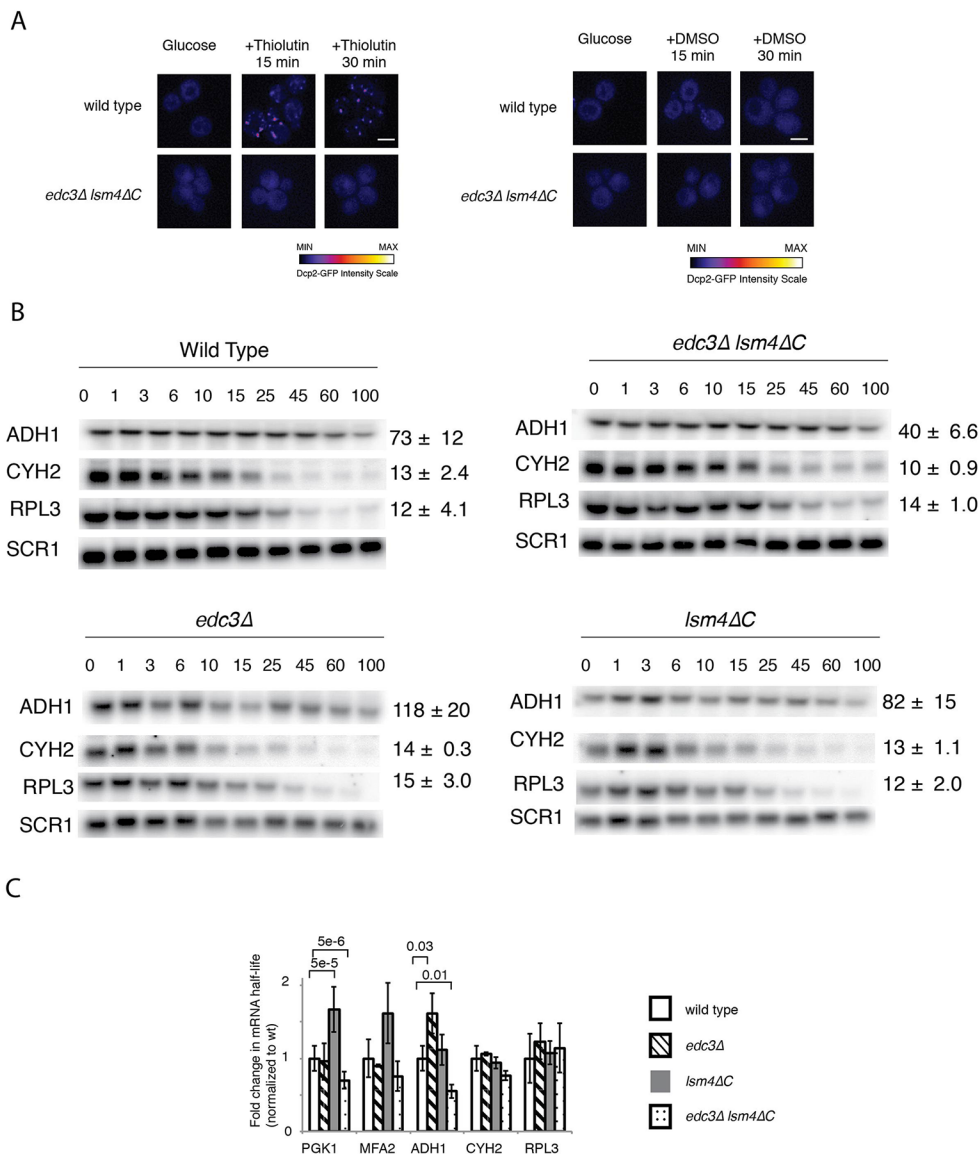 A
Glucose +Thiolutin 15 min +Thiolutin 30 min
wild type
edc3Δ lsm4ΔC
MIN MAX
Dcp2-GFP Intensity Scale
Glucose +DMSO 15 min +DMSO 30 min
wild type
edc3Δ lsm4ΔC
MIN MAX
Dcp2-GFP Intensity Scale
B
Wild Type
0 1 3 6 10 15 25 45 60 100
ADH1 73 ± 12
CYH2 13 ± 2.4
RPL3 12 ± 4.1
SCR1
edc3Δ lsm4ΔC
0 1 3 6 10 15 25 45 60 100
ADH1 40 ± 6.6
CYH2 10 ± 0.9
RPL3 14 ± 1.0
SCR1
edc3Δ
0 1 3 6 10 15 25 45 60 100
ADH1 118 ± 20
CYH2 14 ± 0.3
RPL3 15 ± 3.0
SCR1
lsm4ΔC
0 1 3 6 10 15 25 45 60 100
ADH1 82 ± 15
CYH2 13 ± 1.1
RPL3 12 ± 2.0
SCR1
C
Fold change in mRNA half-life
(normalized to wt)
2
1
0
5e-6
5e-5
0.03
0.01
PGK1 MFA2 ADH1 CYH2 RPL3
wild type
edc3Δ
lsm4ΔC
edc3Δ lsm4ΔC